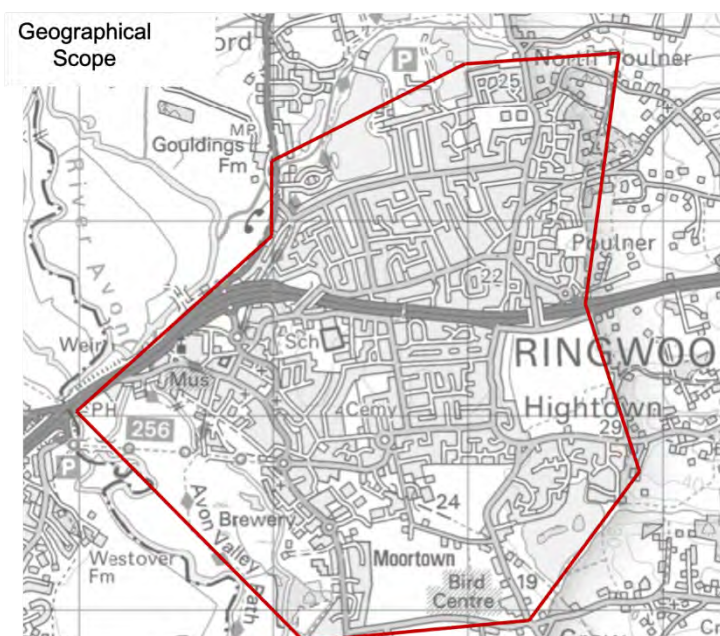 Geographical
Scope
ord
P
North Poulner
25
MP
Gouldings
Fm
River Avon
Poulner
22
Weir
Sch
RINGWOO
Mus
Hightown
PH
Cemy
29
256
P
24
Avon Valley Path
Brewery
Moortown
Westover
Fm
Bird
Centre
19